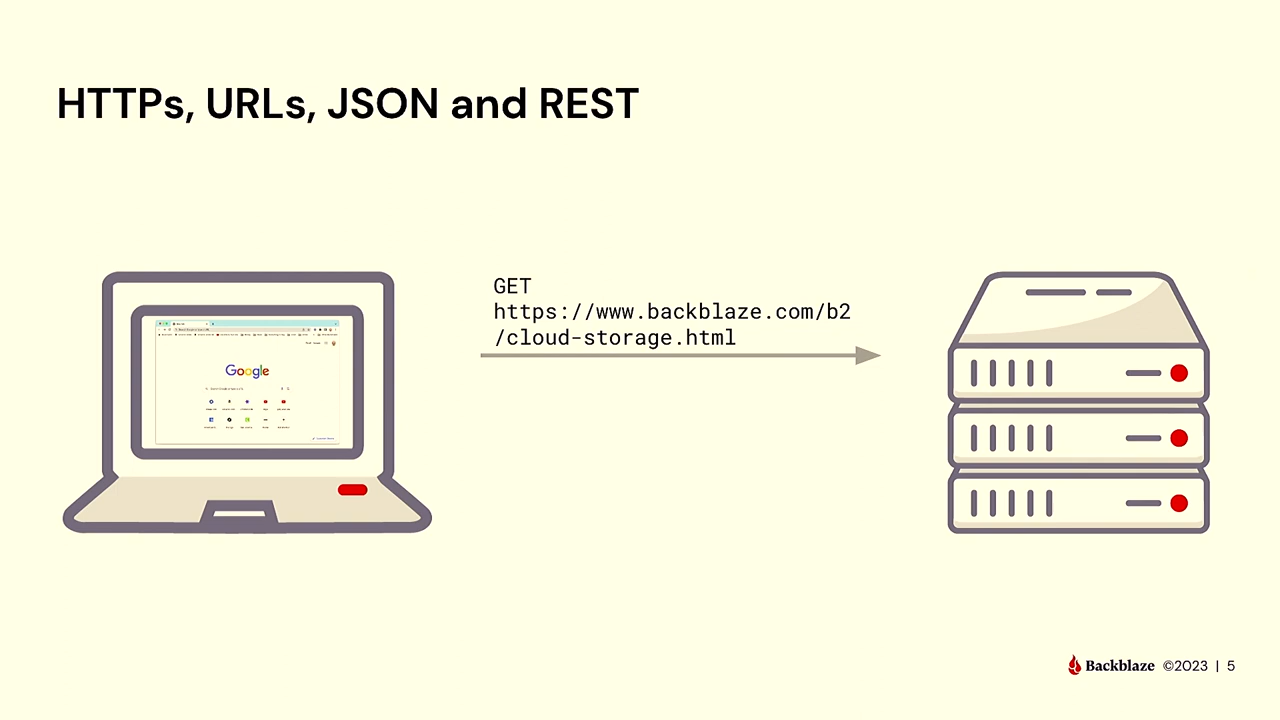 HTTPs, URLs, JSON and REST
GET
https://www.backblaze.com/b2
/cloud-storage.html
Google
Backblaze ©2023 | 5